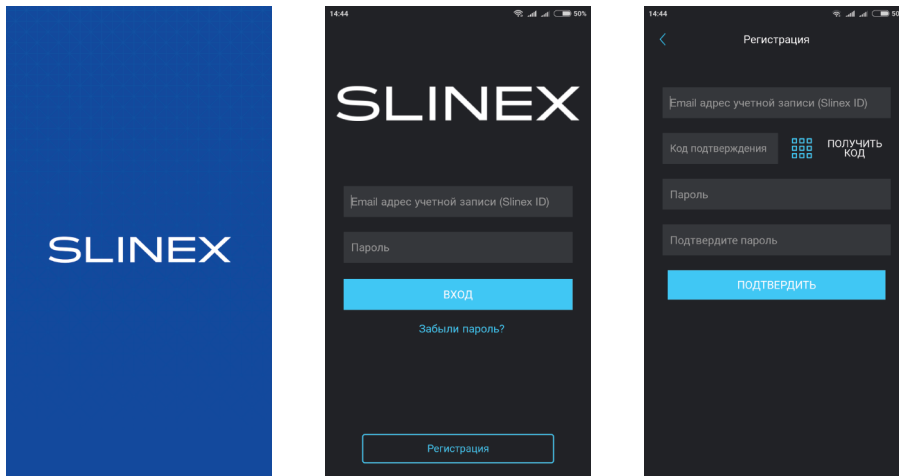 SLINEX
14:44
50%
SLINEX
Email адрес учетной записи (Slinex ID)
Пароль
ВХОД
Забыли пароль?
Регистрация
14:44
50
Регистрация
Email адрес учетной записи (Slinex ID)
Код подтверждения
ПОЛУЧИТЬ
КОД
Пароль
Подтвердите пароль
ПОДТВЕРДИТЬ